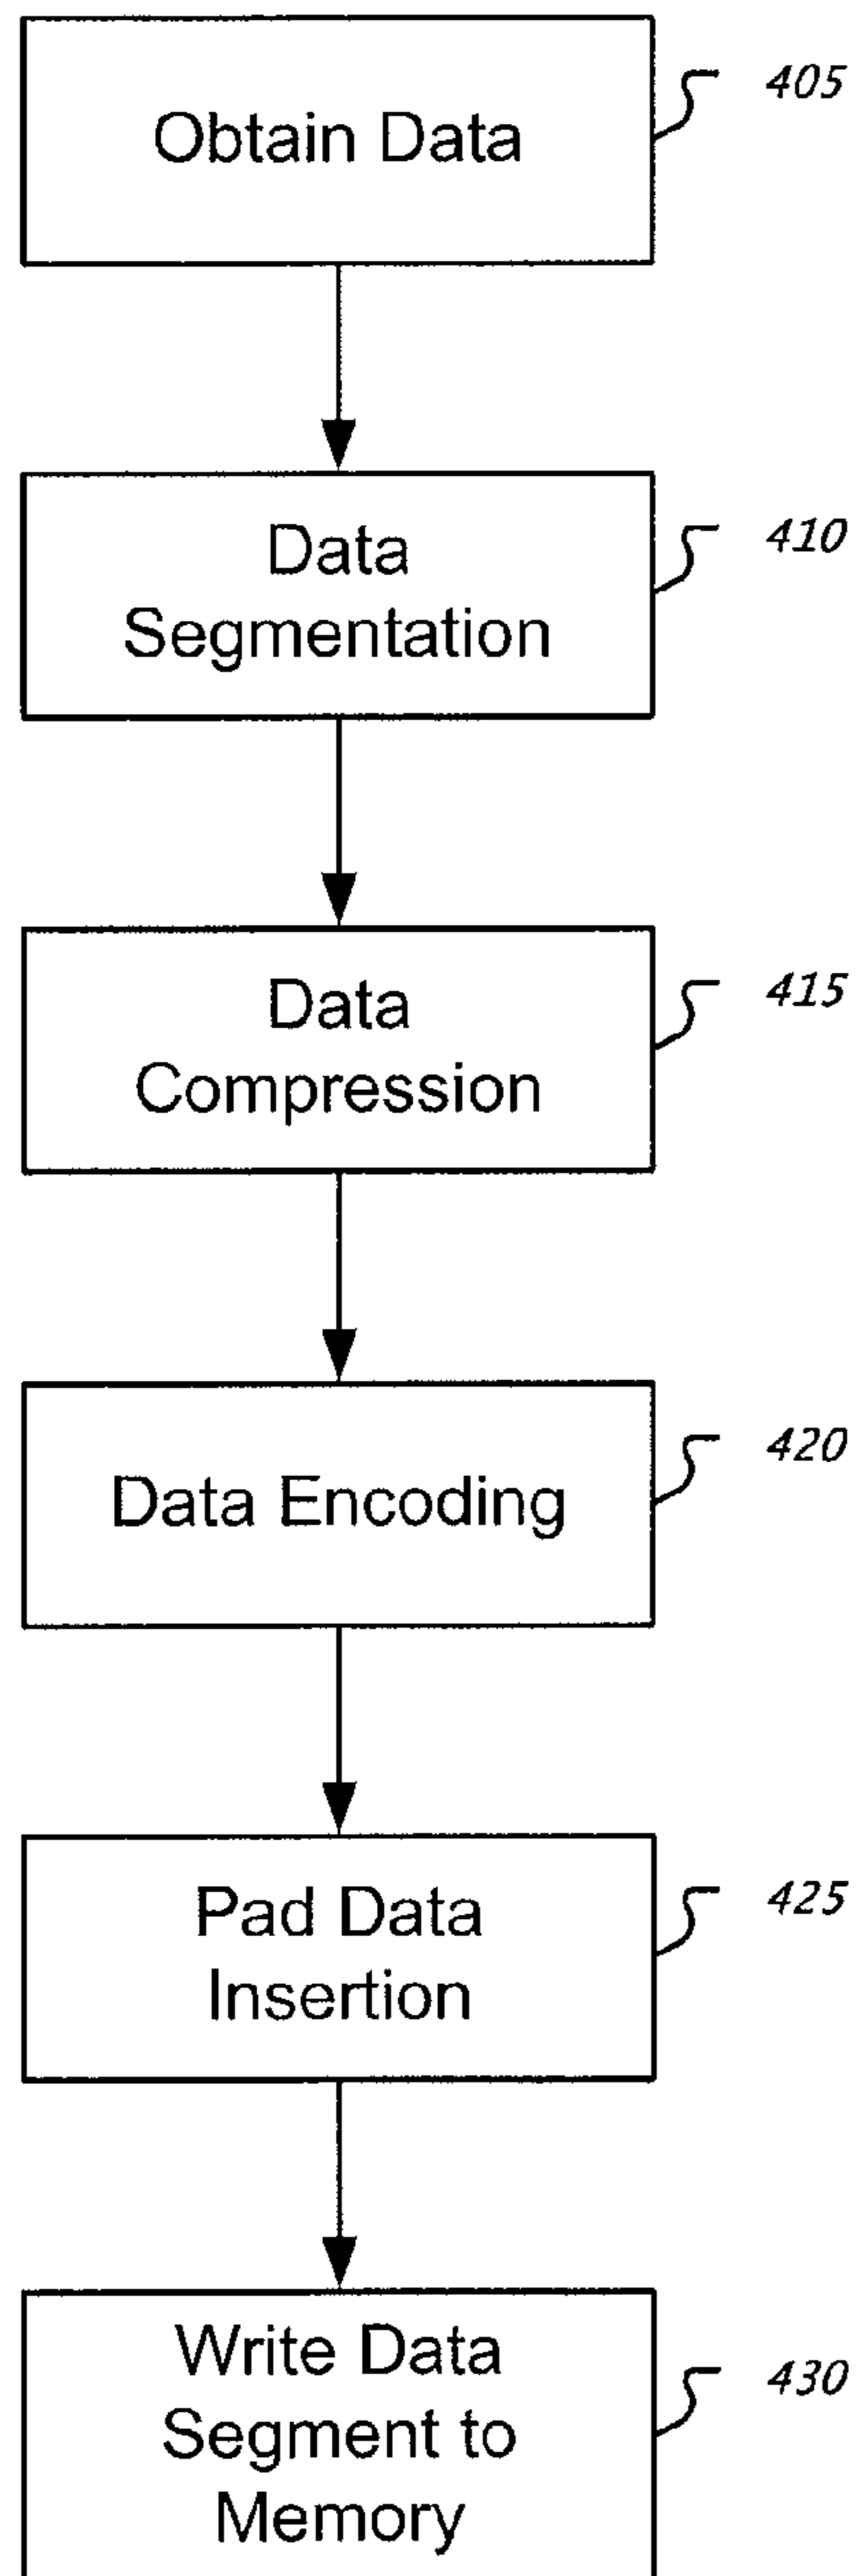 Obtain Data
405
Data
Segmentation
410
Data
Compression
415
Data Encoding
420
Pad Data
Insertion
425
Write Data
Segment to
Memory
430